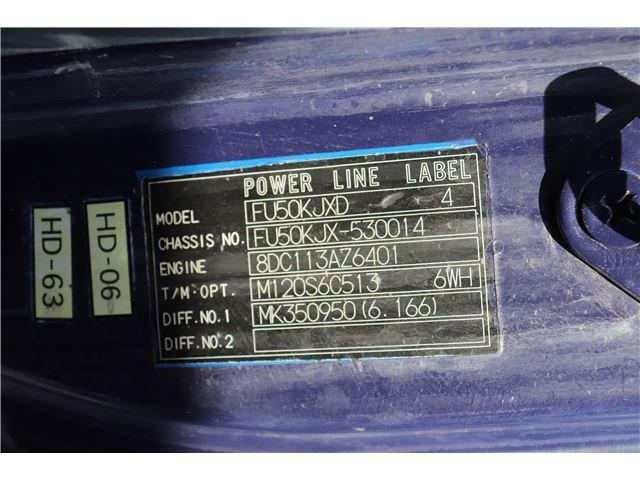 POWER LINE LABEL
MODEL FU50KJXD 4
CHASSIS NO. FU50KJX-530014
ENGINE 8DC113AZ6401
T/M·OPT. M120S6C513 6WH
DIFF.NO.1 MK350950(6.166)
DIFF.NO.2
HD-63
HD-06